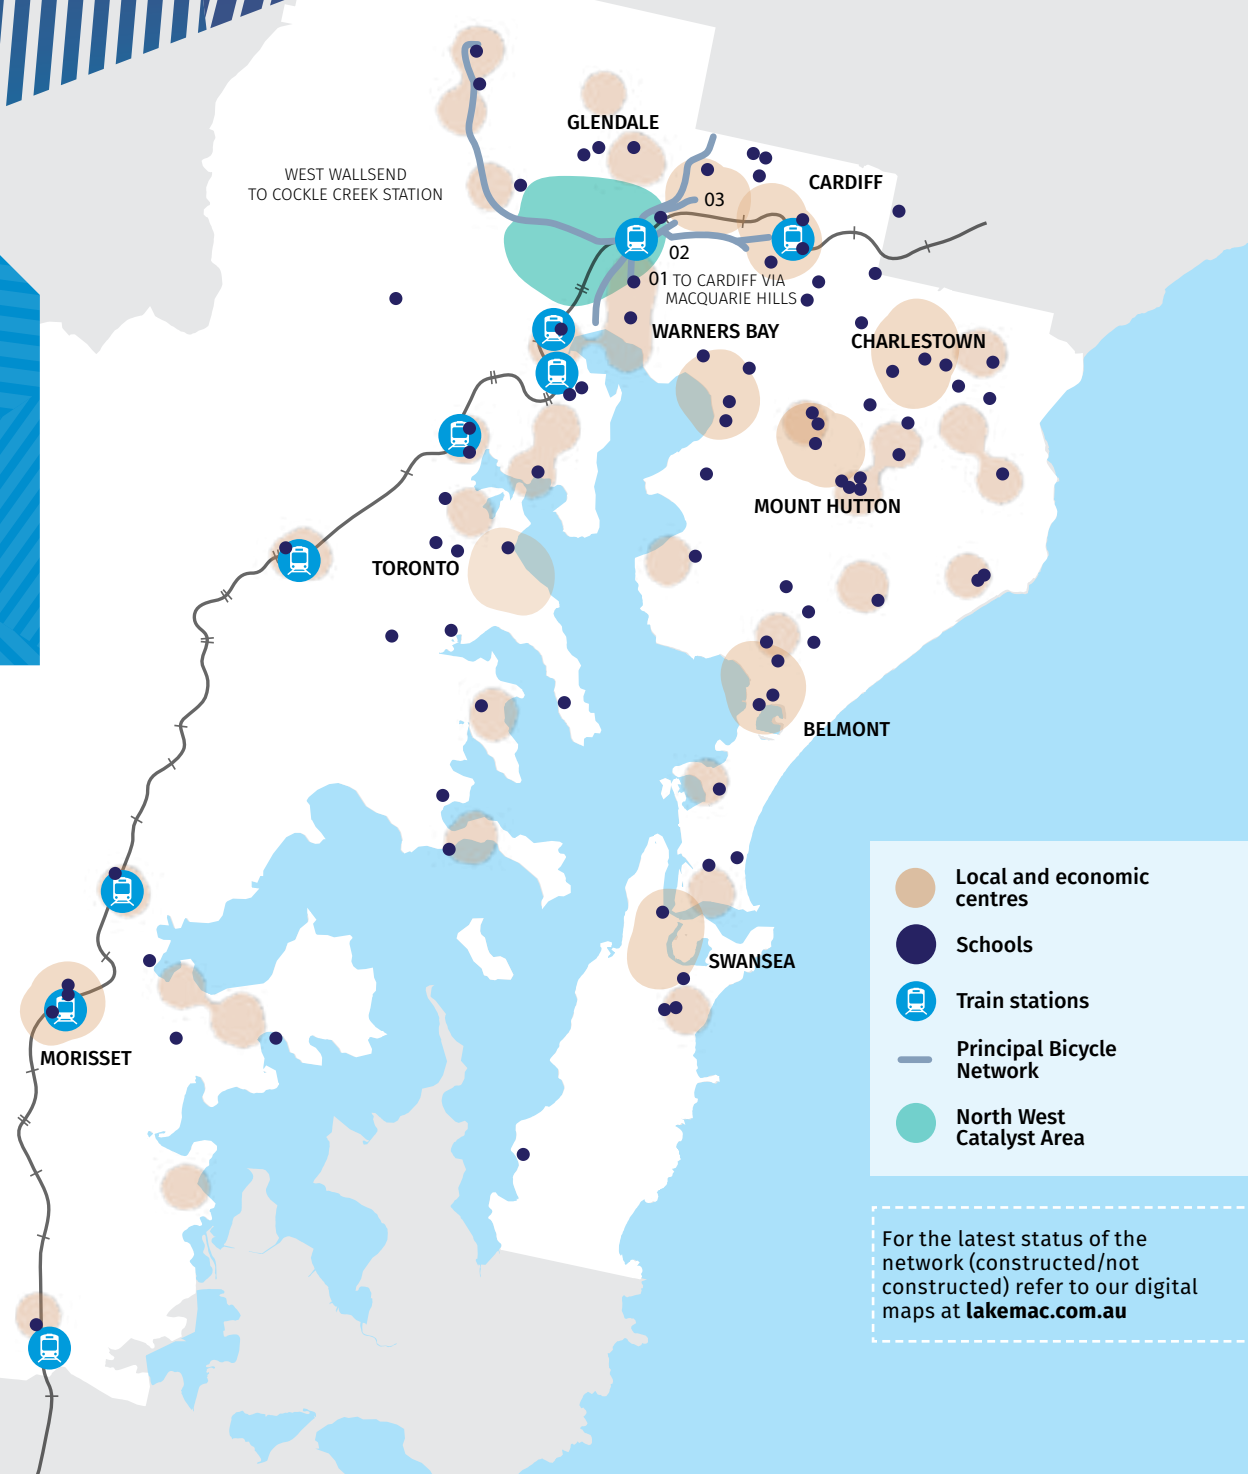 GLENDALE
WEST WALLSEND
TO COCKLE CREEK STATION
CARDIFF
03
02
01 TO CARDIFF VIA
MACQUARIE HILLS
WARNERS BAY
CHARLESTOWN
MOUNT HUTTON
TORONTO
BELMONT
SWANSEA
MORISSET
Local and economic
centres
Schools
Train stations
Principal Bicycle
Network
North West
Catalyst Area
For the latest status of the
network (constructed/not
constructed) refer to our digital
maps at lakemac.com.au